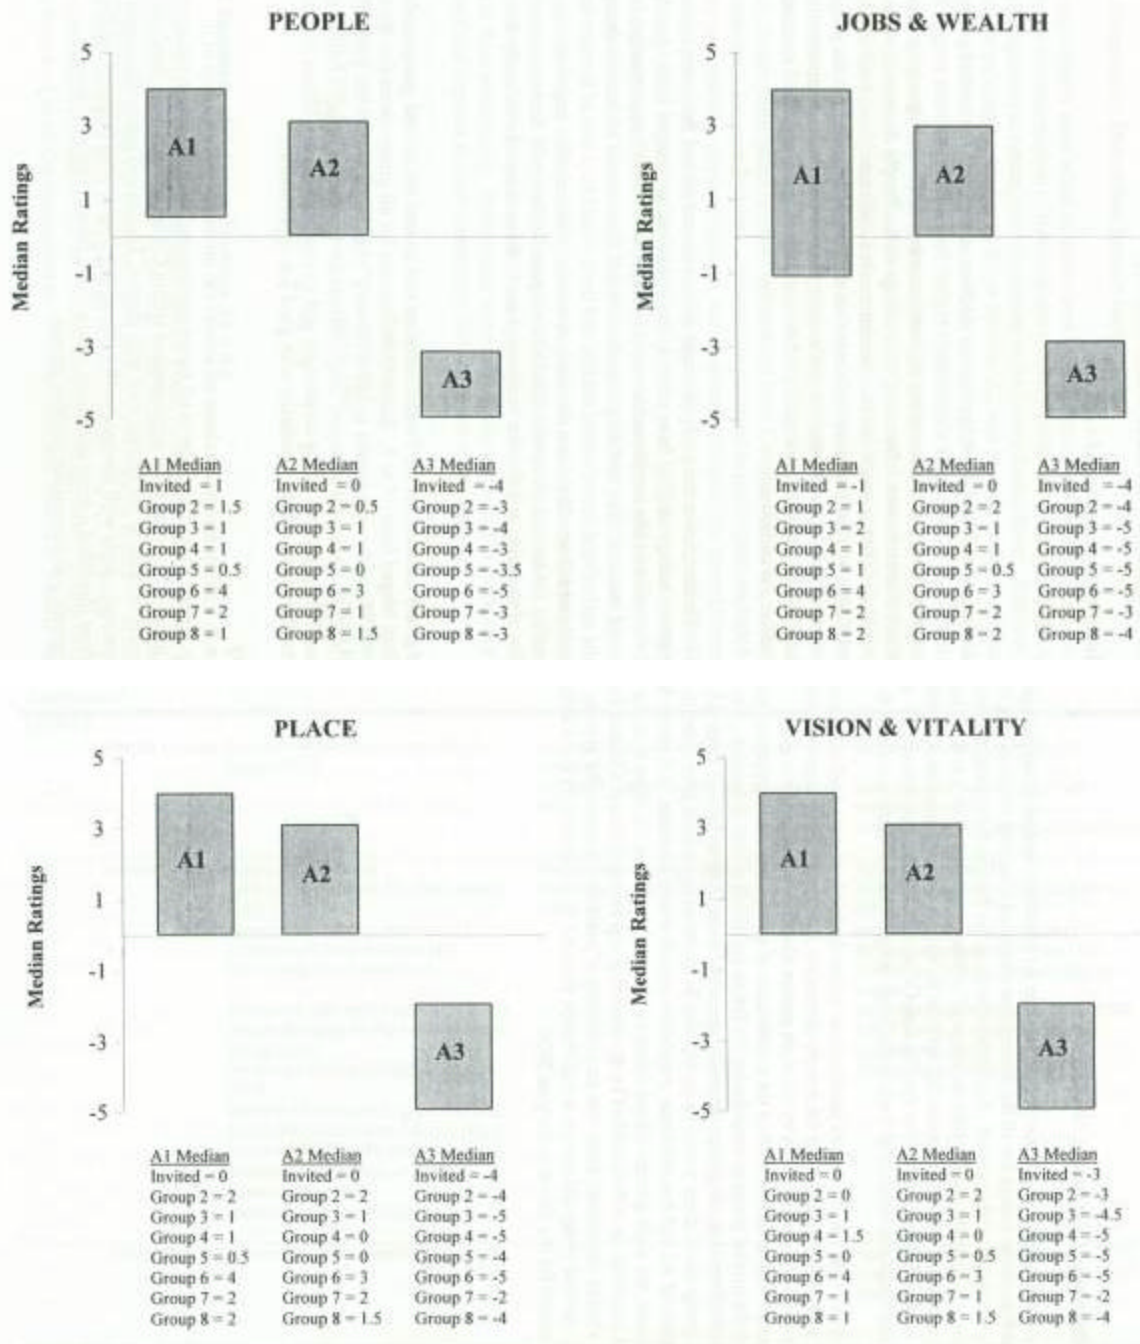 PEOPLE
5
3
1
-1
-3
-5
Median Ratings
A1
A2
A3
A1 Median
Invited = 1
Group 2 = 1.5
Group 3 = 1
Group 4 = 1
Group 5 = 0.5
Group 6 = 4
Group 7 = 2
Group 8 = 1
A2 Median
Invited = 0
Group 2 = 0.5
Group 3 = 1
Group 4 = 1
Group 5 = 0
Group 6 = 3
Group 7 = 1
Group 8 = 1.5
A3 Median
Invited = -4
Group 2 = -3
Group 3 = -4
Group 4 = -3
Group 5 = -3.5
Group 6 = -5
Group 7 = -3
Group 8 = -3
JOBS & WEALTH
5
3
1
-1
-3
-5
Median Ratings
A1
A2
A3
A1 Median
Invited = -1
Group 2 = 1
Group 3 = 2
Group 4 = 1
Group 5 = 1
Group 6 = 4
Group 7 = 2
Group 8 = 2
A2 Median
Invited = 0
Group 2 = 2
Group 3 = 1
Group 4 = 1
Group 5 = 0.5
Group 6 = 3
Group 7 = 2
Group 8 = 2
A3 Median
Invited = -4
Group 2 = -4
Group 3 = -5
Group 4 = -5
Group 5 = -5
Group 6 = -5
Group 7 = -3
Group 8 = -4
PLACE
5
3
1
-1
-3
-5
Median Ratings
A1
A2
A3
A1 Median
Invited = 0
Group 2 = 2
Group 3 = 1
Group 4 = 1
Group 5 = 0.5
Group 6 = 4
Group 7 = 2
Group 8 = 2
A2 Median
Invited = 0
Group 2 = 2
Group 3 = 1
Group 4 = 0
Group 5 = 0
Group 6 = 3
Group 7 = 2
Group 8 = 1.5
A3 Median
Invited = -4
Group 2 = -4
Group 3 = -5
Group 4 = -5
Group 5 = -4
Group 6 = -5
Group 7 = -2
Group 8 = -4
VISION & VITALITY
5
3
1
-1
-3
-5
Median Ratings
A1
A2
A3
A1 Median
Invited = 0
Group 2 = 0
Group 3 = 1
Group 4 = 1.5
Group 5 = 0
Group 6 = 4
Group 7 = 1
Group 8 = 1
A2 Median
Invited = 0
Group 2 = 2
Group 3 = 1
Group 4 = 0
Group 5 = 0.5
Group 6 = 3
Group 7 = 1
Group 8 = 1.5
A3 Median
Invited = -3
Group 2 = -3
Group 3 = -4.5
Group 4 = -5
Group 5 = -5
Group 6 = -5
Group 7 = -2
Group 8 = -4